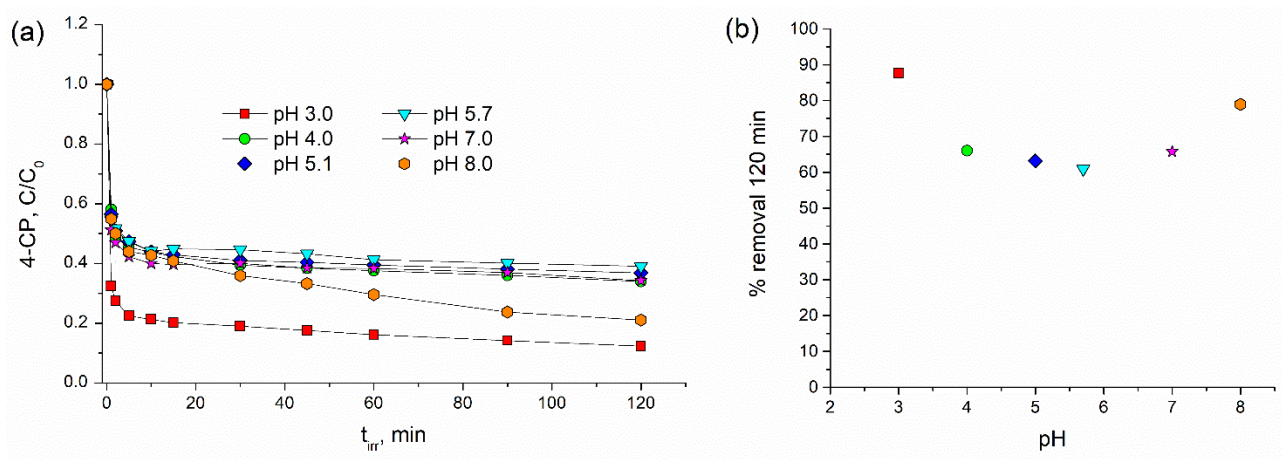 (a)
1.2
1.0
0.8
0.6
0.4
0.2
0.0
4-CP, C/C0
pH 3.0
pH 4.0
pH 5.1
pH 5.7
pH 7.0
pH 8.0
0 20 40 60 80 100 120
tirr, min
(b)
100
90
80
70
60
50
40
30
20
10
0
% removal 120 min
2 3 4 5 6 7 8
pH